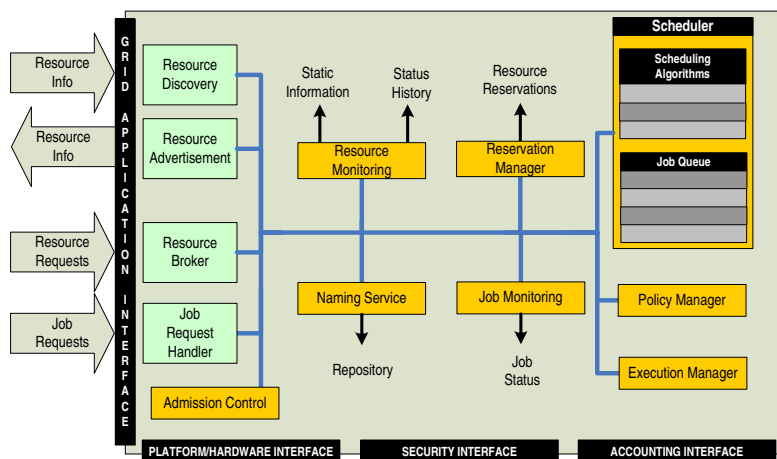 Resource
Info
Resource
Info
Resource
Requests
Job
Requests
GRID APPLICATION INTERFACE
Resource
Discovery
Resource
Advertisement
Resource
Broker
Job
Request
Handler
Admission Control
Static
Information
Status
History
Resource
Monitoring
Naming Service
Repository
Resource
Reservations
Reservation
Manager
Job Monitoring
Job
Status
Scheduler
Scheduling
Algorithms
Job Queue
Policy Manager
Execution Manager
PLATFORM/HARDWARE INTERFACE
SECURITY INTERFACE
ACCOUNTING INTERFACE